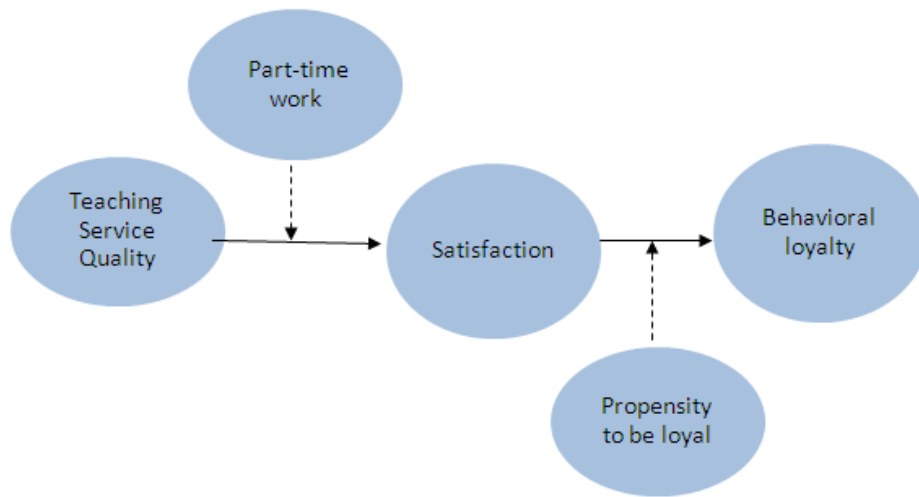 Part-time
work
Teaching
Service
Quality
Satisfaction
Behavioral
loyalty
Propensity
to be loyal